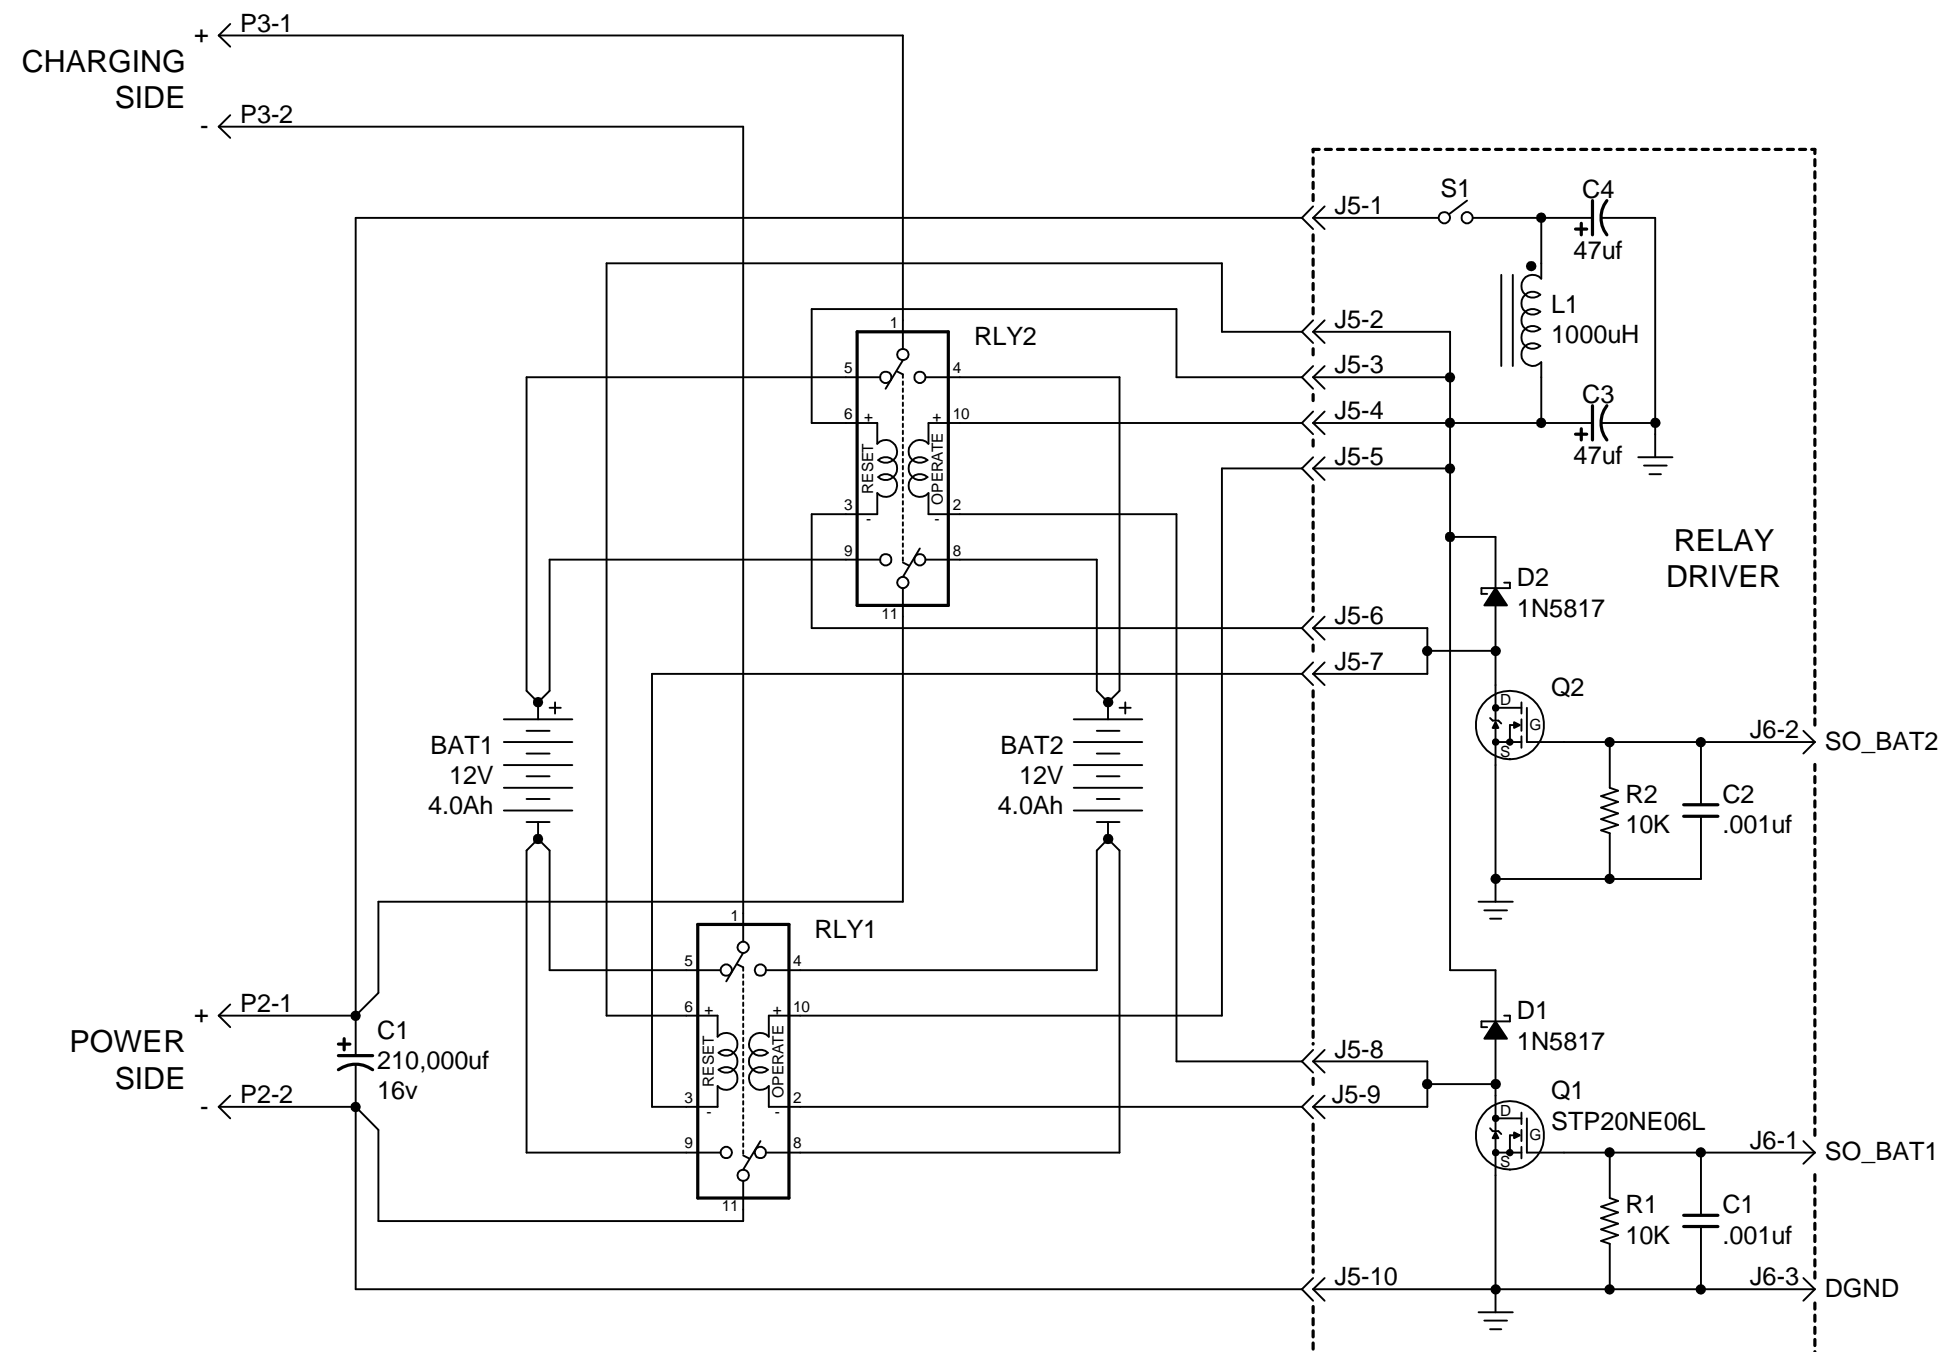 + P3-1
CHARGING
SIDE
- P3-2
J5-1
S1
C4
+
47uf
L1
1000uH
J5-2
J5-3
C3
J5-4
+
47uf
J5-5
RELAY
DRIVER
RLY2
1
5
4
6
+
+
10
RESET
OPERATE
3
-
-
2
9
8
11
D2
1N5817
J5-6
J5-7
Q2
D
G
S
J6-2
SO_BAT2
R2
10K
C2
.001uf
+
BAT1
12V
4.0Ah
+
BAT2
12V
4.0Ah
RLY1
1
5
4
6
+
+
10
RESET
OPERATE
3
-
-
2
9
8
11
+ P2-1
POWER
SIDE
- P2-2
+
C1
210,000uf
16v
D1
1N5817
J5-8
J5-9
Q1
STP20NE06L
D
G
S
J6-1
SO_BAT1
R1
10K
C1
.001uf
J5-10
J6-3
DGND